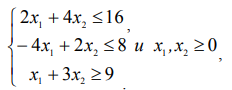 2x₁ + 4x₂ ≤ 16 ,
− 4x₁ + 2x₂ ≤ 8 и x₁, x₂ ≥ 0 ,
x₁ + 3x₂ ≥ 9